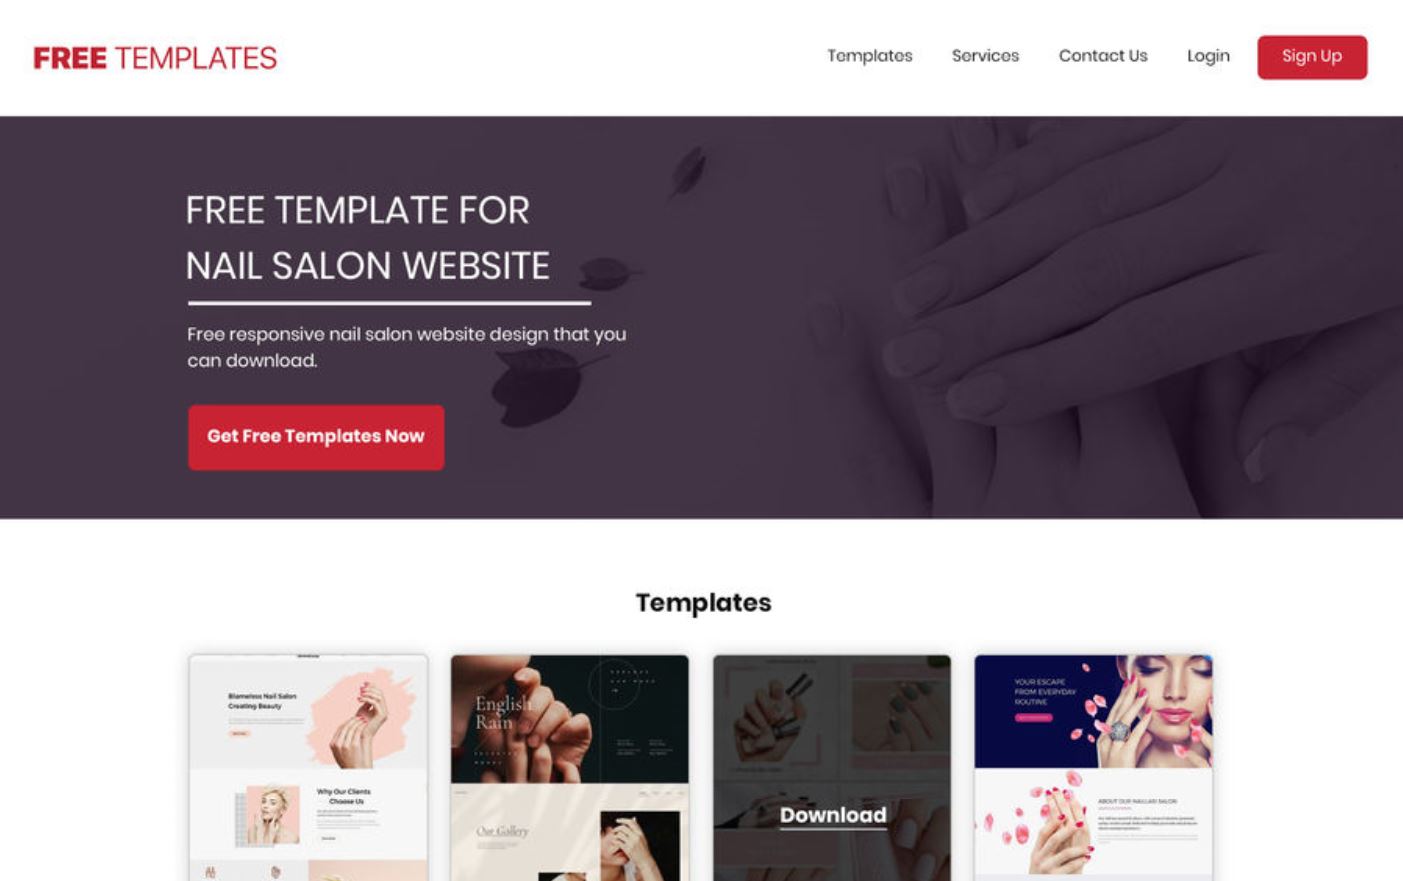 FREE TEMPLATES
Templates
Services
Contact Us
Login
Sign Up
FREE TEMPLATE FOR
NAIL SALON WEBSITE
Free responsive nail salon website design that you
can download.
Get Free Templates Now
Templates
Blameless Nail Salon
Creating Beauty
Why Our Clients
Choose Us
English
Rain
Our Gallery
Download
YOUR ESCAPE
FROM EVERYDAY
ROUTINE
ABOUT OUR NAILLAB SALON